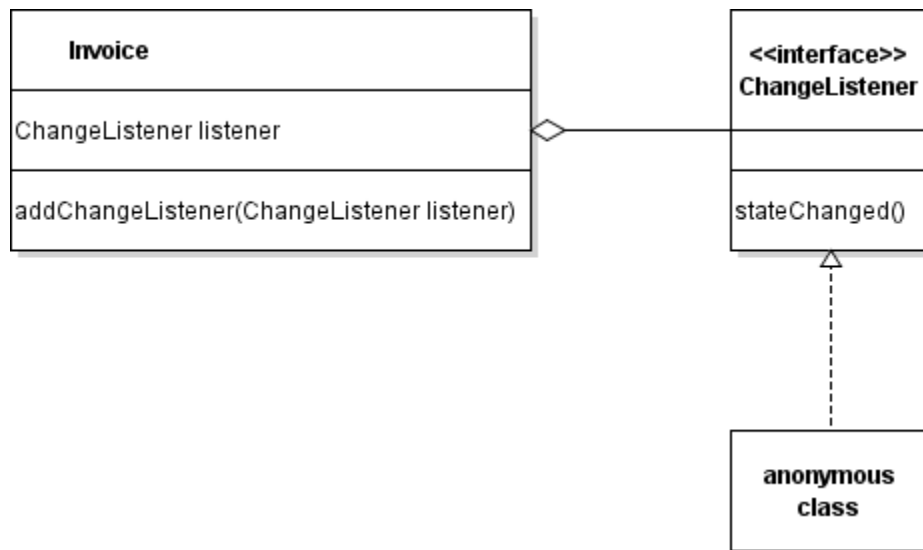 Invoice
ChangeListener listener
addChangeListener(ChangeListener listener)
<<interface>>
ChangeListener
stateChanged()
anonymous
class